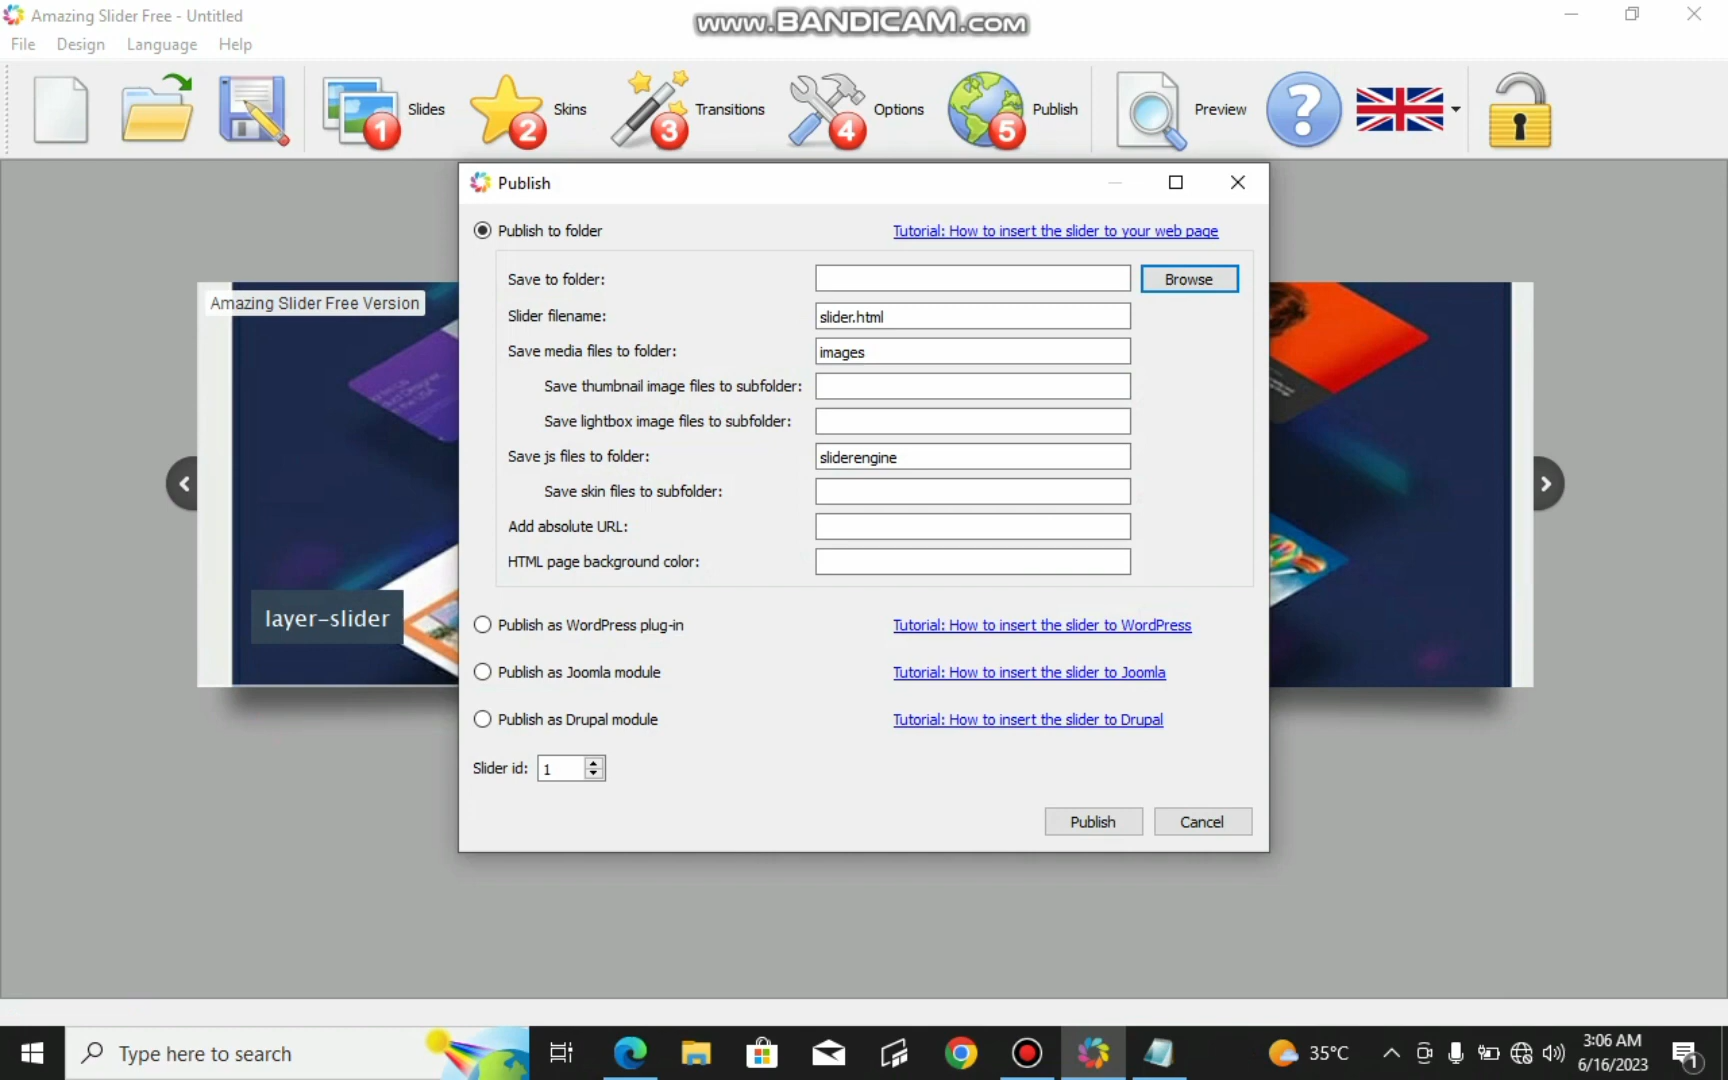 Amazing Slider Free - Untitled
www.BANDICAM.com
File Design Language Help
1 Slides 2 Skins 3 Transitions 4 Options 5 Publish Preview ?
Publish
Publish to folder Tutorial: How to insert the slider to your web page
Save to folder: Browse
Slider filename: slider.html
Save media files to folder: images
Save thumbnail image files to subfolder:
Save lightbox image files to subfolder:
Save js files to folder: sliderengine
Save skin files to subfolder:
Add absolute URL:
HTML page background color:
Publish as WordPress plug-in Tutorial: How to insert the slider to WordPress
Publish as Joomla module Tutorial: How to insert the slider to Joomla
Publish as Drupal module Tutorial: How to insert the slider to Drupal
Slider id: 1
Publish Cancel
Amazing Slider Free Version
layer-slider
Type here to search
35°C
3:06 AM
6/16/2023
1